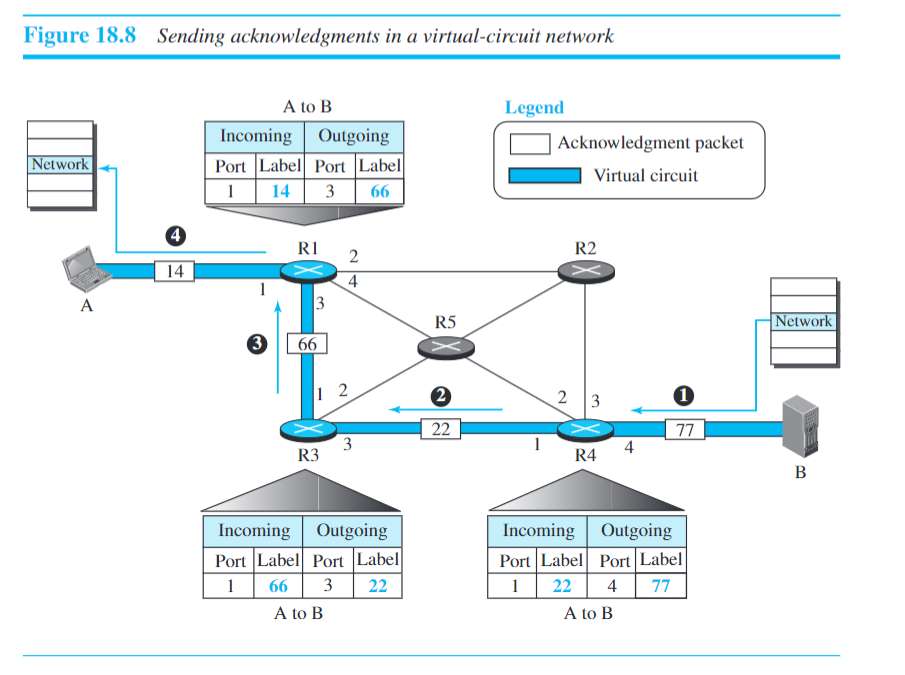 Figure 18.8 Sending acknowledgments in a virtual-circuit network
A to B
Incoming Outgoing
Port Label Port Label
1 14 3 66
Legend
Acknowledgment packet
Virtual circuit
Network
4
14
A
1
R1
2
4
3
R2
R5
Network
3
66
1 2
2
22
3
R3
2 3
1
R4
4
1
77
B
Incoming Outgoing
Port Label Port Label
1 66 3 22
A to B
Incoming Outgoing
Port Label Port Label
1 22 4 77
A to B